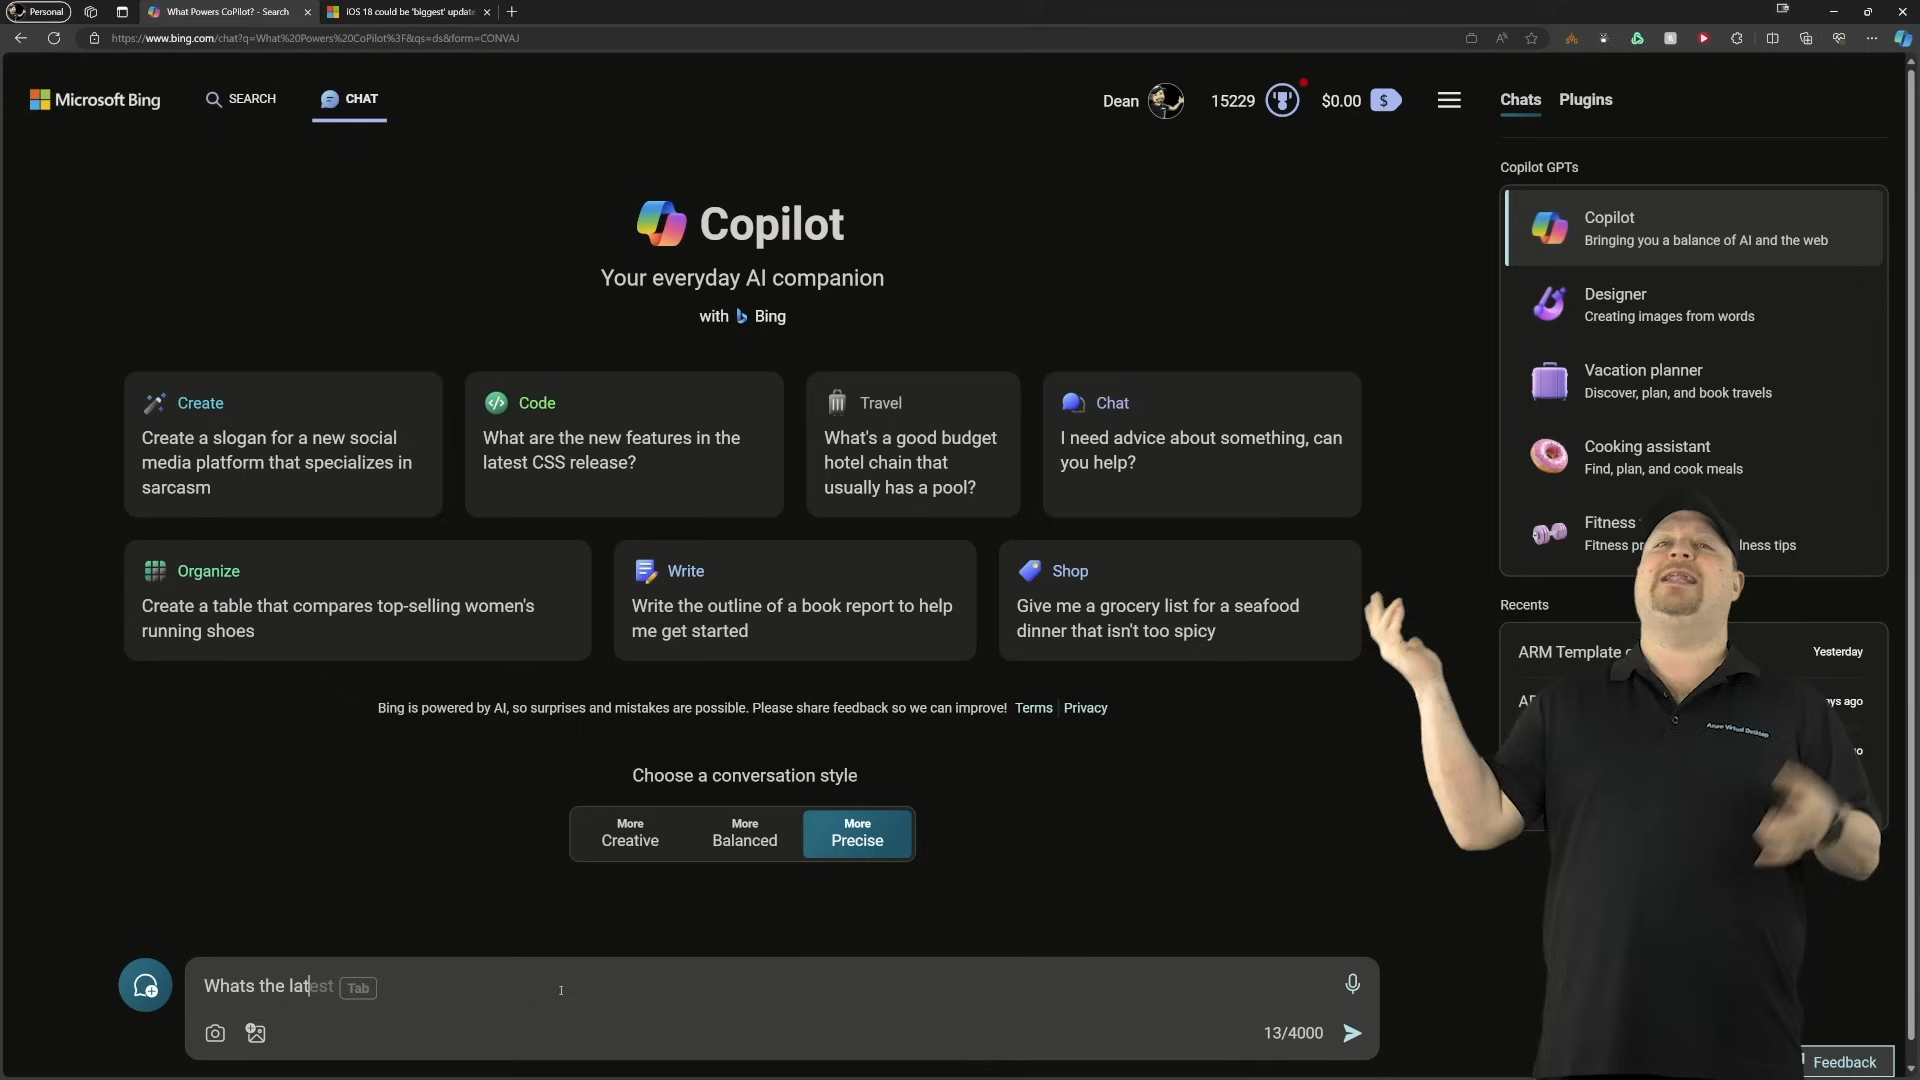 Personal
What Powers CoPilot? - Search
iOS 18 could be 'biggest' update
https://www.bing.com/chat?q=What%20Powers%20CoPilot%3F&qs=ds&form=CONVAJ
Microsoft Bing
SEARCH
CHAT
Dean
15229
$0.00
$
Chats
Plugins
Copilot
Your everyday AI companion
with Bing
Create
Create a slogan for a new social
media platform that specializes in
sarcasm
Code
What are the new features in the
latest CSS release?
Travel
What's a good budget
hotel chain that
usually has a pool?
Chat
I need advice about something, can
you help?
Organize
Create a table that compares top-selling women's
running shoes
Write
Write the outline of a book report to help
me get started
Shop
Give me a grocery list for a seafood
dinner that isn't too spicy
Bing is powered by AI, so surprises and mistakes are possible. Please share feedback so we can improve! Terms | Privacy
Choose a conversation style
More
Creative
More
Balanced
More
Precise
Whats the latest Tab
13/4000
Copilot GPTs
Copilot
Bringing you a balance of AI and the web
Designer
Creating images from words
Vacation planner
Discover, plan, and book travels
Cooking assistant
Find, plan, and cook meals
Fitness
Fitness tips
Recents
ARM Template
Yesterday
ago
Azure Virtual Desktop
Feedback